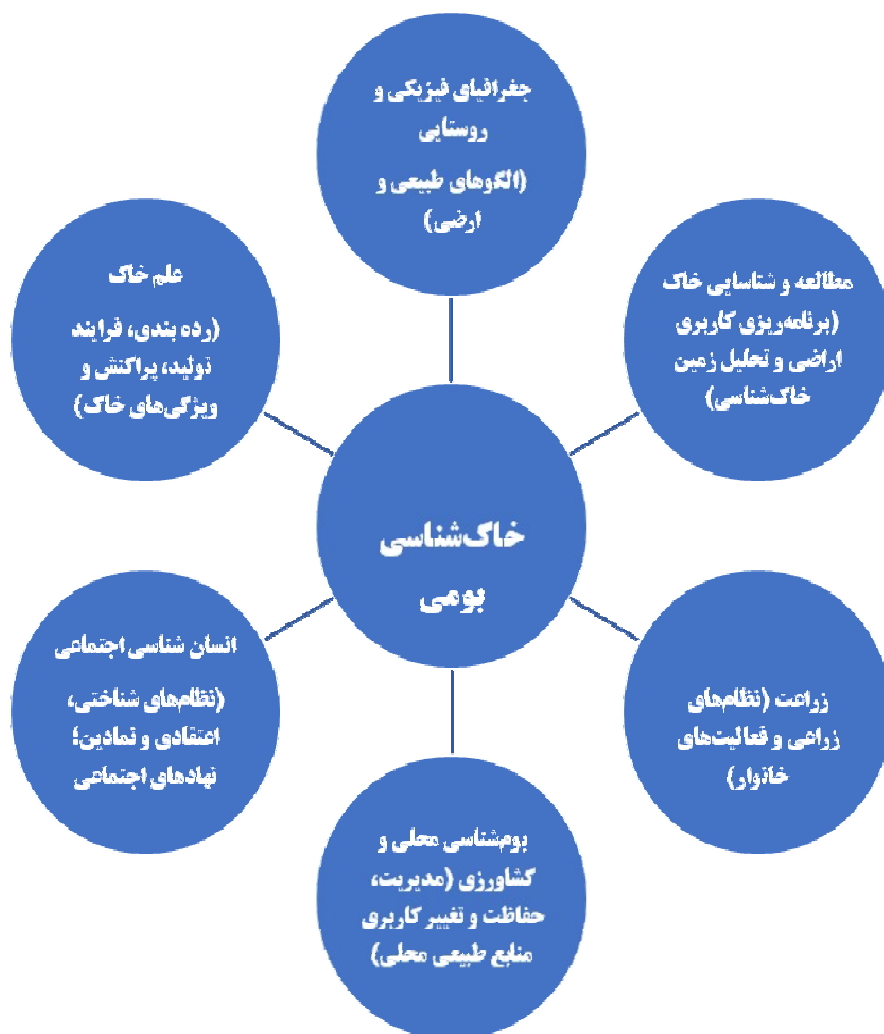 جغرافیای فیزیکی و
روستایی
(الگوهای طبیعی و
ارضی)
مطالعه و شناسایی خاک
(برنامه‌ریزی کاربری
اراضی و تحلیل زمین
خاک‌شناسی)
علم خاک
(رده بندی، فرایند
تولید، پراکنش و
ویژگی‌های خاک)
خاک‌شناسی
بومی
انسان شناسی اجتماعی
(نظام‌های شناختی،
اعتقادی و نمادین؛
نهادهای اجتماعی
زراعت (نظام‌های
زراعی و فعالیت‌های
خانوار)
بوم‌شناسی محلی و
کشاورزی (مدیریت،
حفاظت و تغییر کاربری
منابع طبیعی محلی)